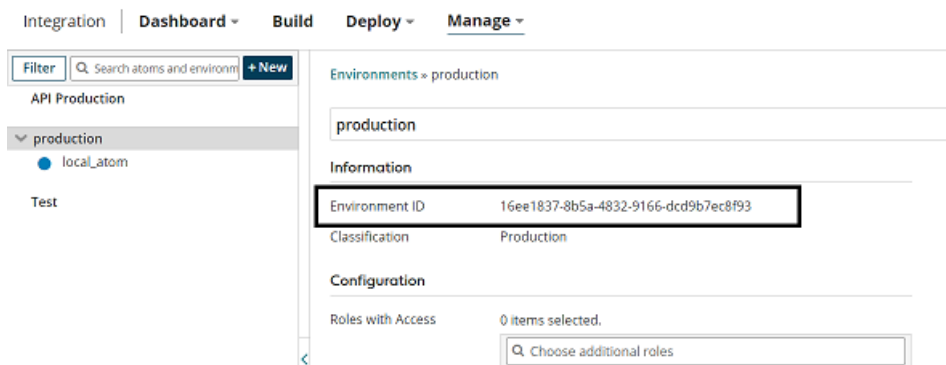 Integration Dashboard Build Deploy Manage
Filter Search atoms and environm + New
API Production
production
local_atom
Test
Environments » production
production
Information
Environment ID 16ee1837-8b5a-4832-9166-dcd9b7ec8f93
Classification Production
Configuration
Roles with Access 0 items selected.
Choose additional roles